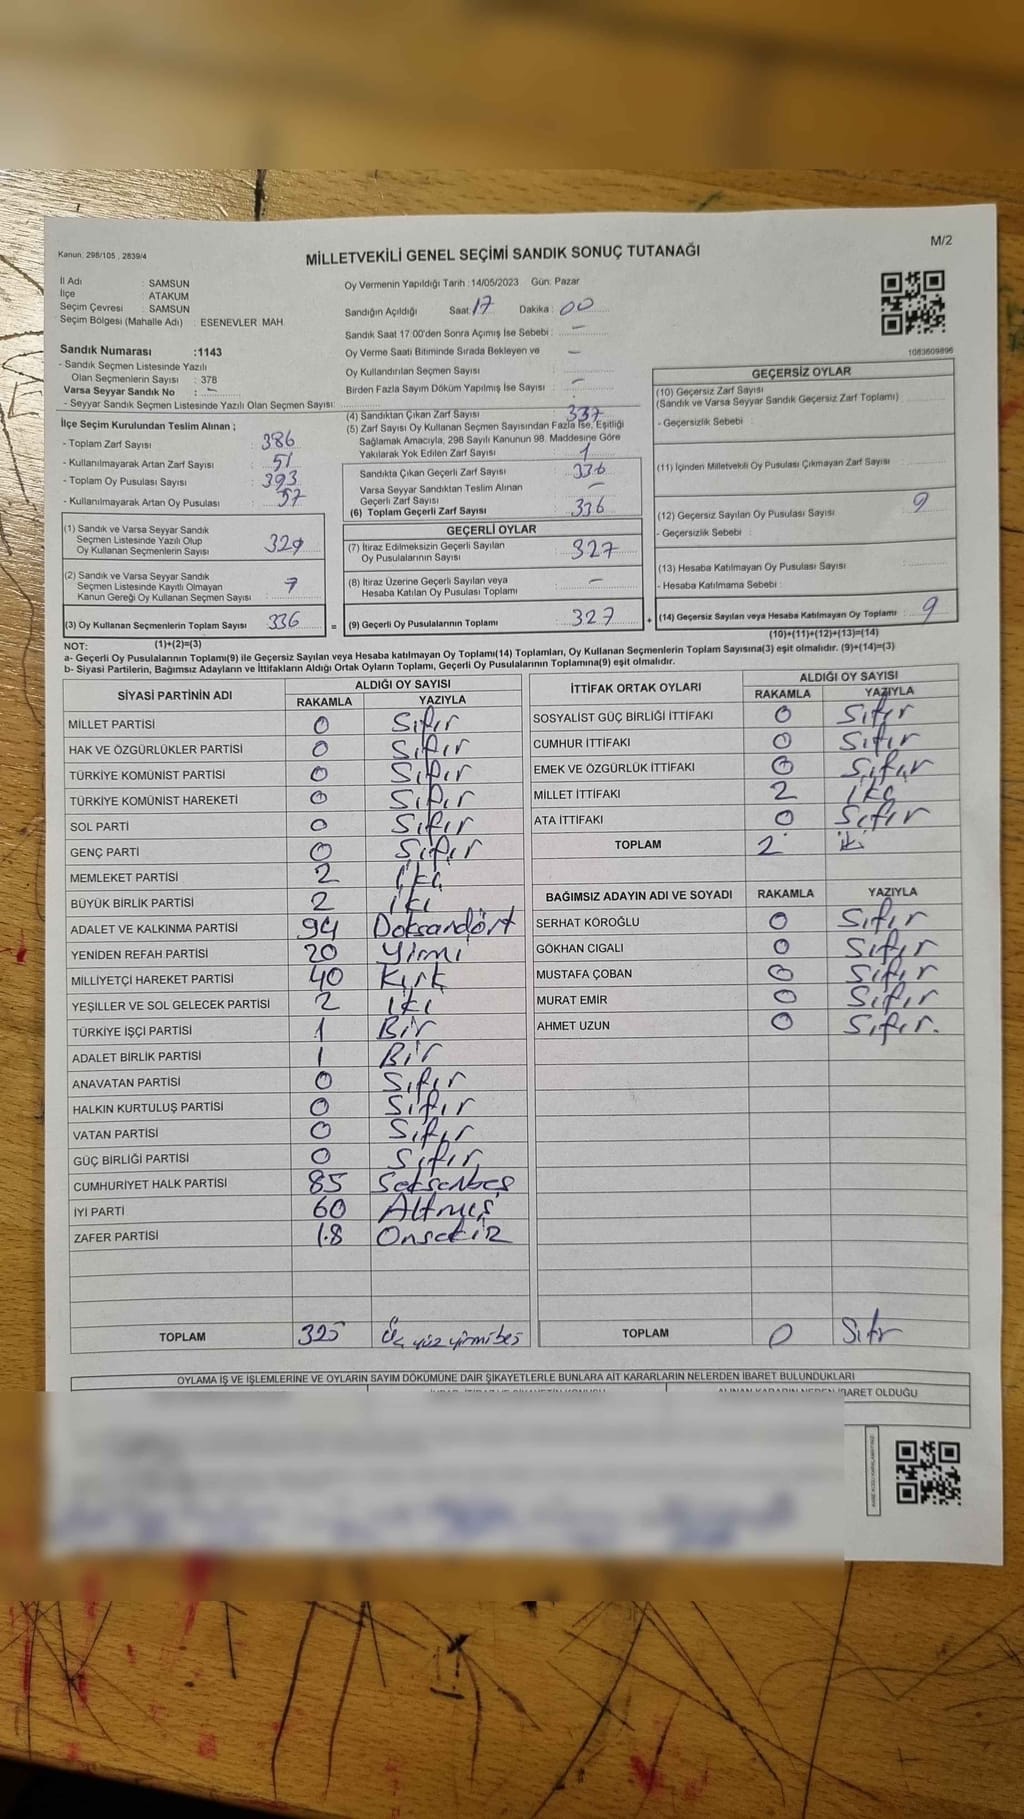 Kanun. 298/105 , 2839/4
MİLLETVEKİLİ GENEL SEÇİMİ SANDIK SONUÇ TUTANAĞI
M/2
İl Adı : SAMSUN
İlçe : ATAKUM
Seçim Çevresi : SAMSUN
Seçim Bölgesi (Mahalle Adı) : ESENEVLER MAH
Sandık Numarası :1143
- Sandık Seçmen Listesinde Yazılı
Olan Seçmenlerin Sayısı : 378
Varsa Seyyar Sandık No : -
- Seyyar Sandık Seçmen Listesinde Yazılı Olan Seçmen Sayısı:
Oy Vermenin Yapıldığı Tarih :14/05/2023 Gün: Pazar
Sandığın Açıldığı Saat: 17 Dakika : 00
Sandık Saat 17:00'den Sonra Açılmış İse Sebebi : -
Oy Verme Saati Bitiminde Sırada Bekleyen ve
Oy Kullandırılan Seçmen Sayısı : -
Birden Fazla Sayım Döküm Yapılmış İse Sayısı : -
1083609896
İlçe Seçim Kurulundan Teslim Alınan ;
- Toplam Zarf Sayısı : 386
- Kullanılmayarak Artan Zarf Sayısı : 51
- Toplam Oy Pusulası Sayısı : 393
- Kullanılmayarak Artan Oy Pusulası : 57
(1) Sandık ve Varsa Seyyar Sandık
Seçmen Listesinde Yazılı Olup
Oy Kullanan Seçmenlerin Sayısı : 329
(2) Sandık ve Varsa Seyyar Sandık
Seçmen Listesinde Kayıtlı Olmayan
Kanun Gereği Oy Kullanan Seçmen Sayısı : 7
(3) Oy Kullanan Seçmenlerin Toplam Sayısı : 336
(1)+(2)=(3)
(4) Sandıktan Çıkan Zarf Sayısı : 337
(5) Zarf Sayısı Oy Kullanan Seçmen Sayısından Fazla İse, Eşitliği
Sağlamak Amacıyla, 298 Sayılı Kanunun 98. Maddesine Göre
Yakılarak Yok Edilen Zarf Sayısı : 1
Sandıkta Çıkan Geçerli Zarf Sayısı : 336
Varsa Seyyar Sandıktan Teslim Alınan
Geçerli Zarf Sayısı : -
(6) Toplam Geçerli Zarf Sayısı : 336
GEÇERLİ OYLAR
(7) İtiraz Edilmeksizin Geçerli Sayılan
Oy Pusulalarının Sayısı : 327
(8) İtiraz Üzerine Geçerli Sayılan veya
Hesaba Katılan Oy Pusulası Toplamı : -
= (9) Geçerli Oy Pusulalarının Toplamı : 327 +
GEÇERSİZ OYLAR
(10) Geçersiz Zarf Sayısı
(Sandık ve Varsa Seyyar Sandık Geçersiz Zarf Toplamı)
- Geçersizlik Sebebi :
(11) İçinden Milletvekili Oy Pusulası Çıkmayan Zarf Sayısı :
(12) Geçersiz Sayılan Oy Pusulası Sayısı : 9
- Geçersizlik Sebebi :
(13) Hesaba Katılmayan Oy Pusulası Sayısı :
- Hesaba Katılmama Sebebi :
(14) Geçersiz Sayılan veya Hesaba Katılmayan Oy Toplamı : 9
(10)+(11)+(12)+(13)=(14)
NOT:
a- Geçerli Oy Pusulalarının Toplamı(9) ile Geçersiz Sayılan veya Hesaba katılmayan Oy Toplamı(14) Toplamları, Oy Kullanan Seçmenlerin Toplam Sayısına(3) eşit olmalıdır. (9)+(14)=(3)
b- Siyasi Partilerin, Bağımsız Adayların ve İttifakların Aldığı Ortak Oyların Toplamı, Geçerli Oy Pusulalarının Toplamına(9) eşit olmalıdır.
SİYASİ PARTİNİN ADI ALDIĞI OY SAYISI
RAKAMLA YAZIYLA
MİLLET PARTİSİ 0 Sıfır
HAK VE ÖZGÜRLÜKLER PARTİSİ 0 Sıfır
TÜRKİYE KOMÜNİST PARTİSİ 0 Sıfır
TÜRKİYE KOMÜNİST HAREKETİ 0 Sıfır
SOL PARTİ 0 Sıfır
GENÇ PARTİ 0 Sıfır
MEMLEKET PARTİSİ 2 iki
BÜYÜK BİRLİK PARTİSİ 2 iki
ADALET VE KALKINMA PARTİSİ 94 Doksandört
YENİDEN REFAH PARTİSİ 20 Yirmi
MİLLİYETÇİ HAREKET PARTİSİ 40 Kırk
YEŞİLLER VE SOL GELECEK PARTİSİ 2 iki
TÜRKİYE İŞÇİ PARTİSİ 1 Bir
ADALET BİRLİK PARTİSİ 1 Bir
ANAVATAN PARTİSİ 0 Sıfır
HALKIN KURTULUŞ PARTİSİ 0 Sıfır
VATAN PARTİSİ 0 Sıfır
GÜÇ BİRLİĞİ PARTİSİ 0 Sıfır
CUMHURİYET HALK PARTİSİ 85 Seksenbeş
İYİ PARTİ 60 Altmış
ZAFER PARTİSİ 18 Onsekiz
TOPLAM 325 Üç yüz yirmibeş
İTTİFAK ORTAK OYLARI ALDIĞI OY SAYISI
RAKAMLA YAZIYLA
SOSYALİST GÜÇ BİRLİĞİ İTTİFAKI 0 Sıfır
CUMHUR İTTİFAKI 0 Sıfır
EMEK VE ÖZGÜRLÜK İTTİFAKI 0 Sıfır
MİLLET İTTİFAKI 2 iki
ATA İTTİFAKI 0 Sıfır
TOPLAM 2 iki
BAĞIMSIZ ADAYIN ADI VE SOYADI RAKAMLA YAZIYLA
SERHAT KÖROĞLU 0 Sıfır
GÖKHAN CIGALI 0 Sıfır
MUSTAFA ÇOBAN 0 Sıfır
MURAT EMİR 0 Sıfır
AHMET UZUN 0 Sıfır.
TOPLAM 0 Sıfır
OYLAMA İŞ VE İŞLEMLERİNE VE OYLARIN SAYIM DÖKÜMÜNE DAİR ŞİKAYETLERLE BUNLARA AİT KARARLARIN NELERDEN İBARET BULUNDUKLARI
ALINAN KARARIN NEDEN İBARET OLDUĞU